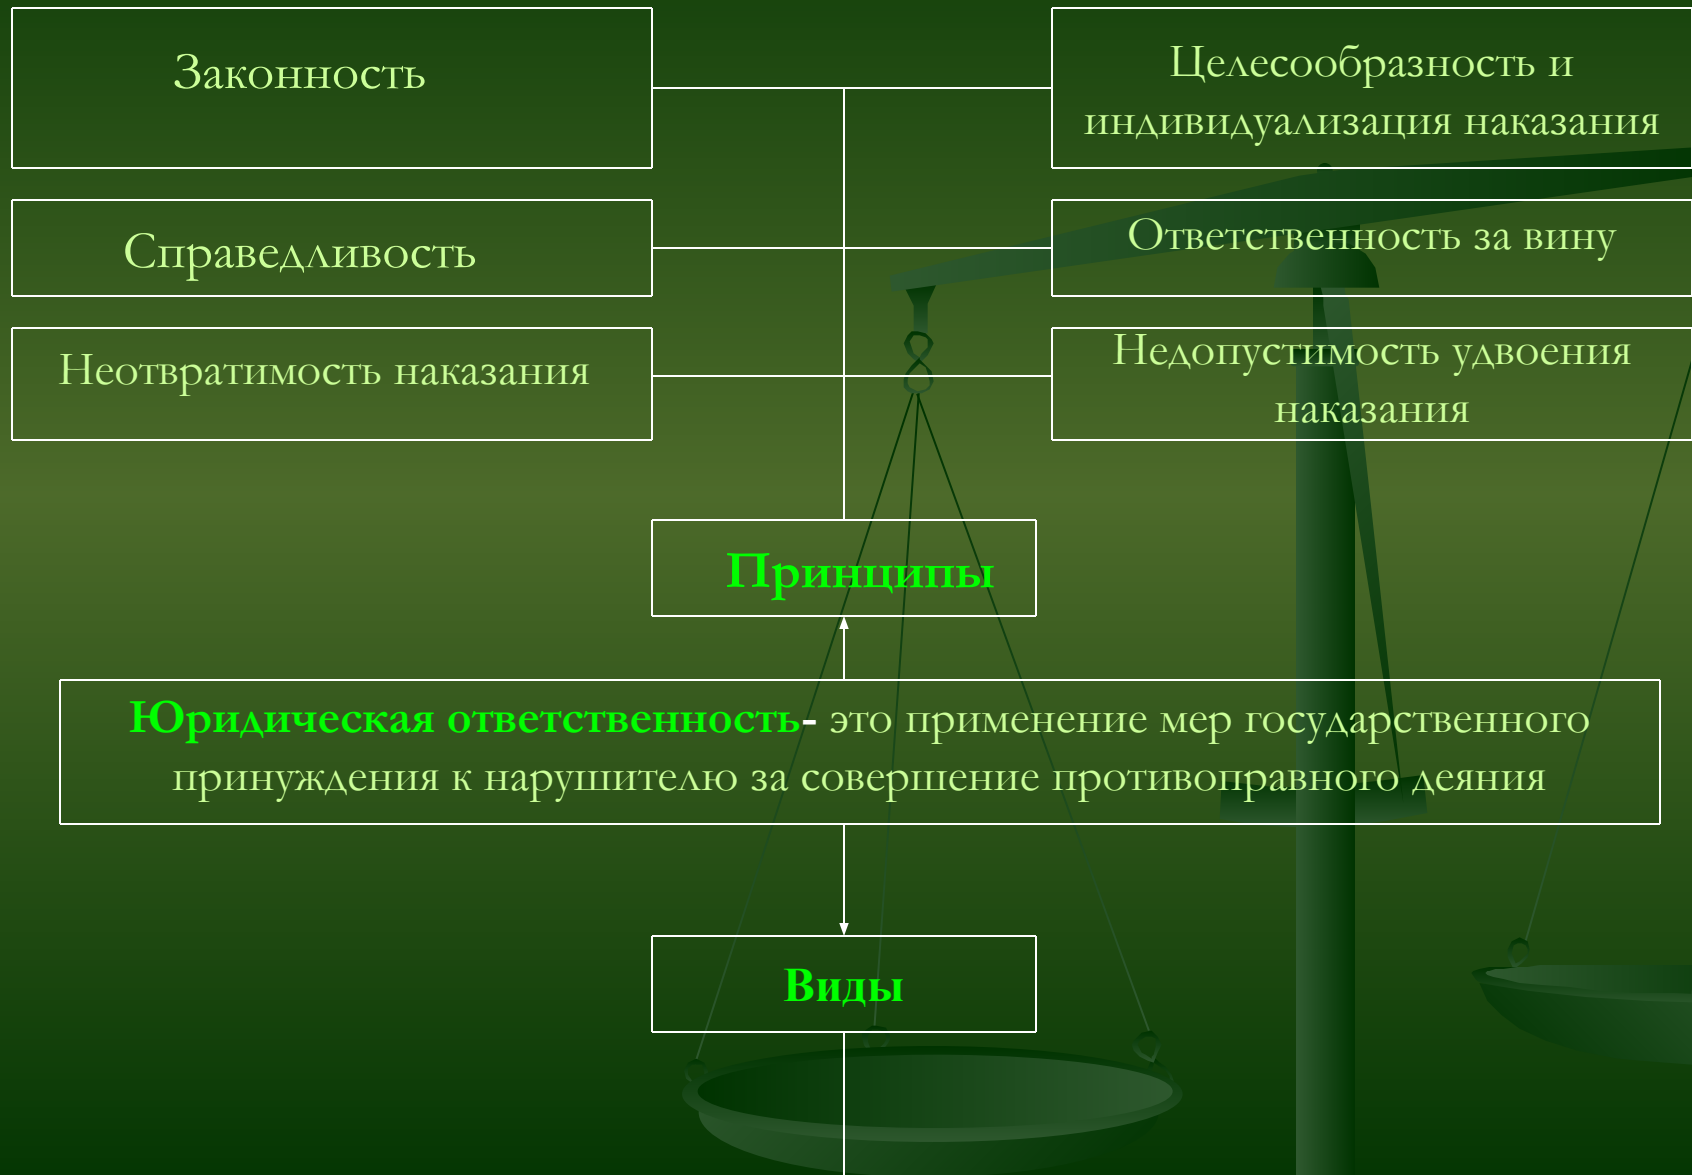 Законность
Целесообразность и
индивидуализация наказания
Справедливость
Ответственность за вину
Неотвратимость наказания
Недопустимость удвоения
наказания
Принципы
Юридическая ответственность- это применение мер государственного
принуждения к нарушителю за совершение противоправного деяния
Виды